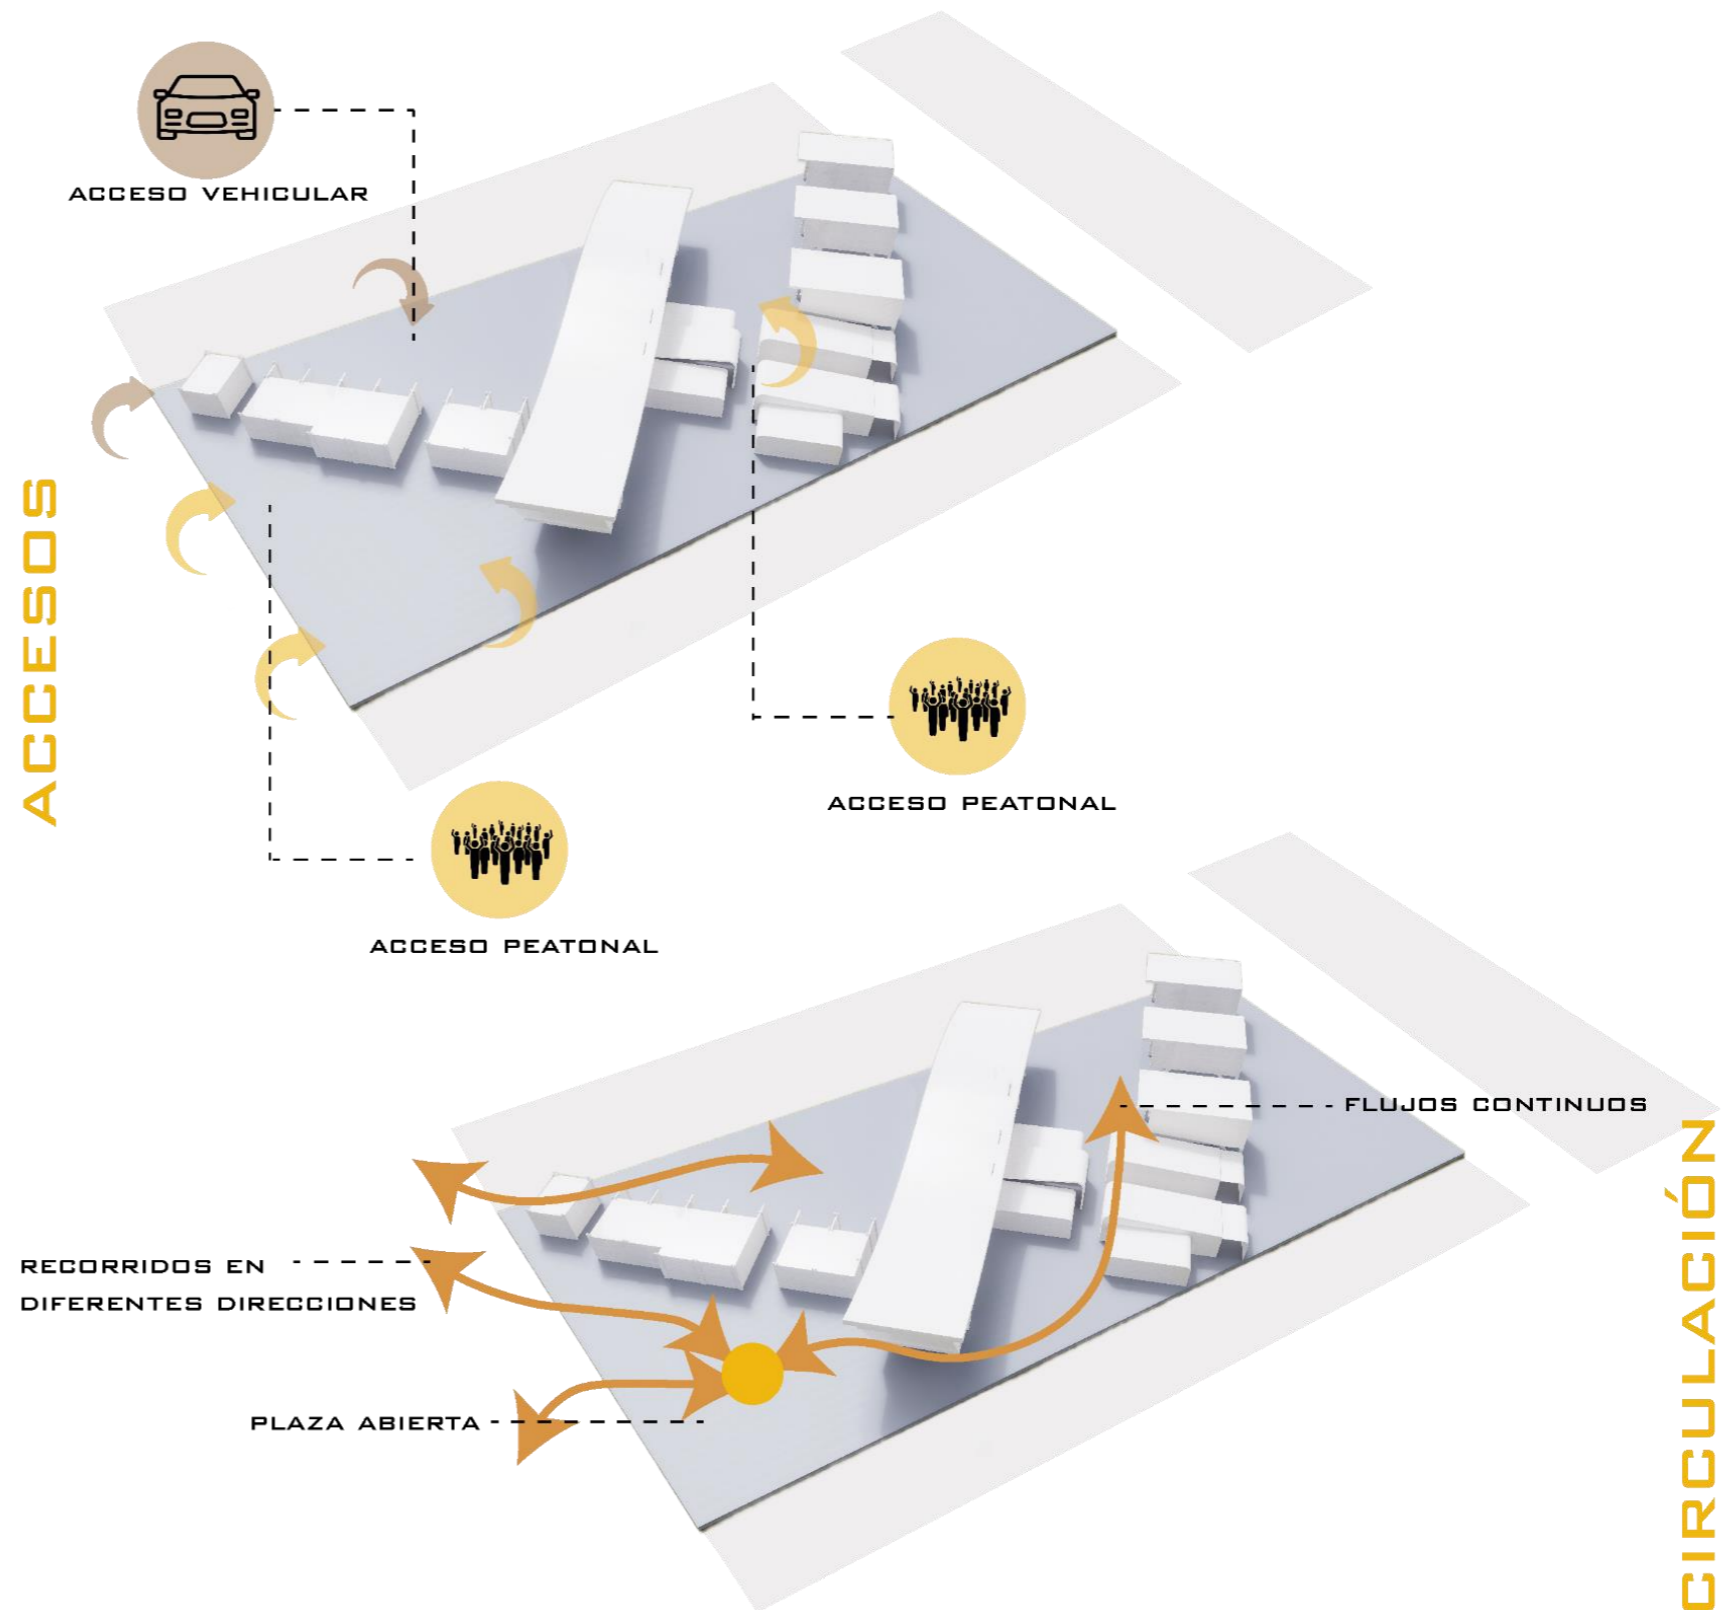 ACCESO VEHICULAR
ACCESOS
ACCESO PEATONAL
ACCESO PEATONAL
FLUJOS CONTINUOS
RECORRIDOS EN
DIFERENTES DIRECCIONES
PLAZA ABIERTA
CIRCULACIÓN